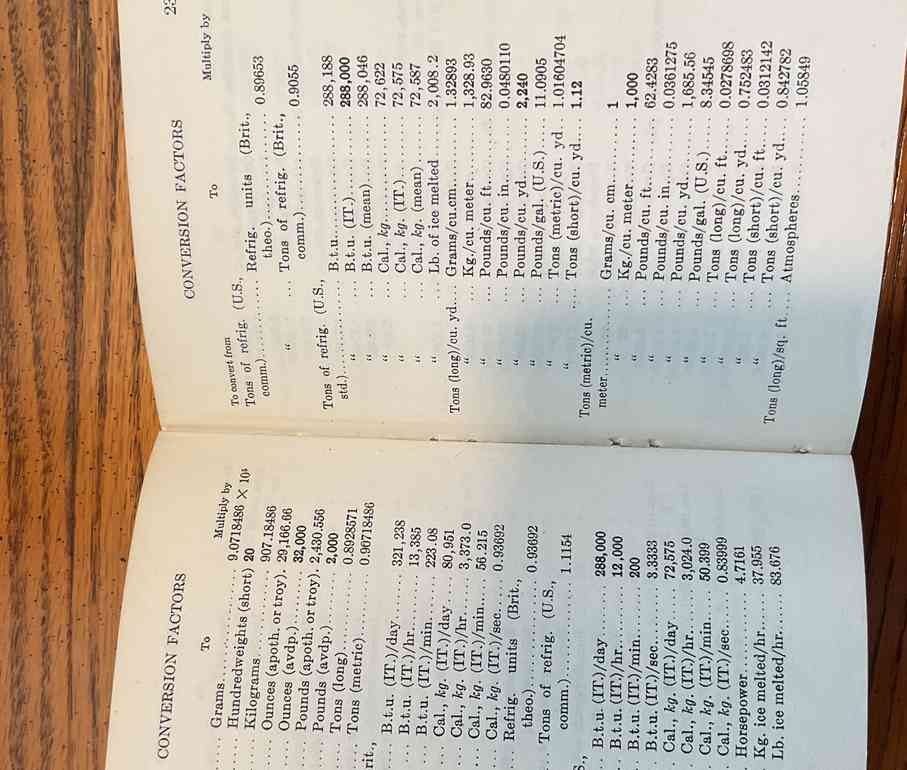 CONVERSION FACTORS
To Multiply by
.... Grams........... 9.0718486 × 10⁵
.... Hundredweights (short) 20
.... Kilograms........... 907.18486
.... Ounces (apoth. or troy). 29,166.66
.... Ounces (avdp.)........ 32,000
.... Pounds (apoth. or troy). 2,430.556
.... Pounds (avdp.)........ 2,000
.... Tons (long)........... 0.8928571
.... Tons (metric)......... 0.90718486
rit.,
.... B.t.u. (IT.)/day....... 321,238
.... B.t.u. (IT.)/hr........ 13,385
.... B.t.u. (IT.)/min....... 223.08
.... Cal., kg. (IT.)/day.... 80,951
.... Cal., kg. (IT.)/hr..... 3,373.0
.... Cal., kg. (IT.)/min.... 56.215
.... Cal., kg. (IT.)/sec.... 0.93692
.... Refrig. units (Brit.,
theo.)............ 0.93692
.... Tons of refrig. (U.S.,
comm.)............ 1.1154
S.,
.... B.t.u. (IT.)/day ...... 288,000
.... B.t.u. (IT.)/hr........ 12,000
.... B.t.u. (IT.)/min....... 200
.... B.t.u. (IT.)/sec....... 3.3333
.... Cal., kg. (IT.)/day .... 72,575
.... Cal., kg. (IT.)/hr..... 3,024.0
.... Cal., kg. (IT.)/min.... 50.399
.... Cal., kg. (IT.)/sec.... 0.83999
.... Horsepower............ 4.7161
.... Kg. ice melted/hr....... 37.955
.... Lb. ice melted/hr....... 83.676
CONVERSION FACTORS 23
To convert from To Multiply by
Tons of refrig. (U.S., Refrig. units (Brit.,
comm.)............ theo.)............ 0.89653
“ ... Tons of refrig. (Brit.,
comm.)............ 0.9055
Tons of refrig. (U.S.,
std.).............. B.t.u.............. 288,188
“ ... B.t.u. (IT.)......... 288,000
“ ... B.t.u. (mean)........ 288,046
“ ... Cal., kg............ 72,622
“ ... Cal., kg. (IT.)....... 72,575
“ ... Cal., kg. (mean)..... 72,587
“ ... Lb. of ice melted..... 2,008.2
Tons (long)/cu. yd.... Grams/cu.cm........ 1.32893
“ ... Kg./cu. meter........ 1,328.93
“ ... Pounds/cu. ft........ 82.9630
“ ... Pounds/cu. in........ 0.0480110
“ ... Pounds/cu. yd........ 2,240
“ ... Pounds/gal. (U.S.).... 11.0905
“ ... Tons (metric)/cu. yd. 1.01604704
“ ... Tons (short)/cu. yd... 1.12
Tons (metric)/cu.
meter.............. Grams/cu. cm........ 1
“ ... Kg./cu. meter........ 1,000
“ ... Pounds/cu. ft........ 62.4283
“ ... Pounds/cu. in........ 0.0361275
“ ... Pounds/cu. yd........ 1,685.56
“ ... Pounds/gal. (U.S.).... 8.34545
“ ... Tons (long)/cu. ft.... 0.0278698
“ ... Tons (long)/cu. yd.... 0.752483
“ ... Tons (short)/cu. ft... 0.0312142
“ ... Tons (short)/cu. yd... 0.842782
Tons (long)/sq. ft.... Atmospheres.......... 1.05849